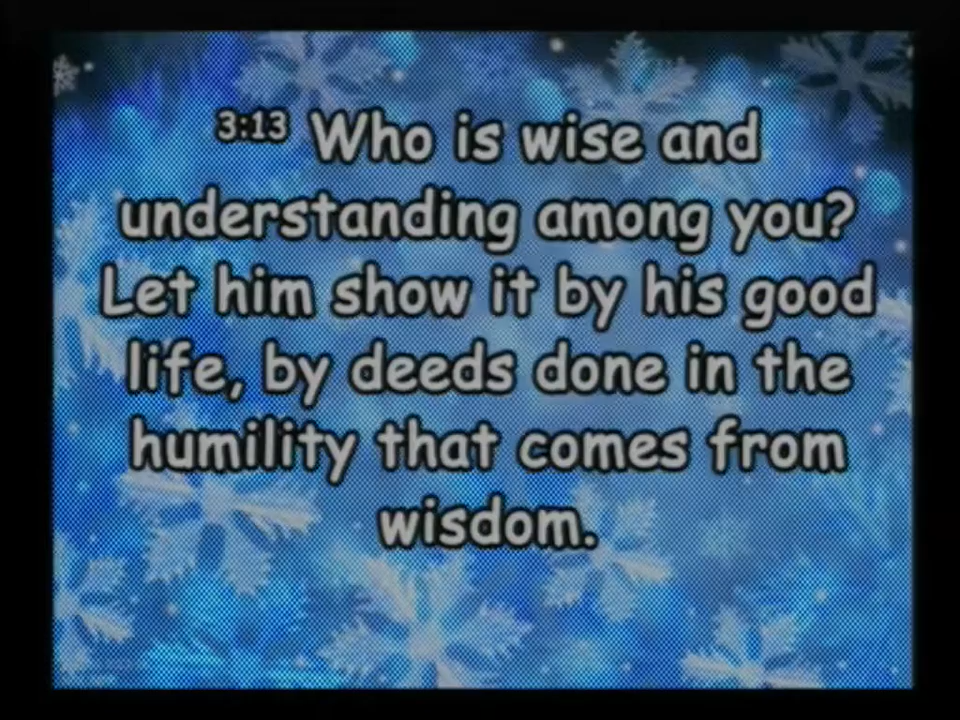 3:13 Who is wise and
understanding among you?
Let him show it by his good
life, by deeds done in the
humility that comes from
wisdom.